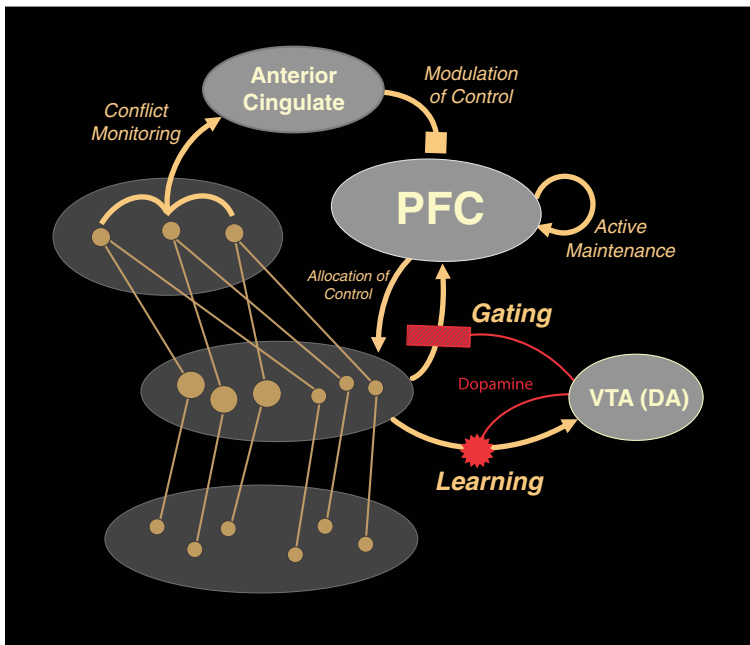 Anterior
Cingulate
Modulation
of Control
Conflict
Monitoring
PFC
Active
Maintenance
Allocation of
Control
Gating
Dopamine
VTA (DA)
Learning